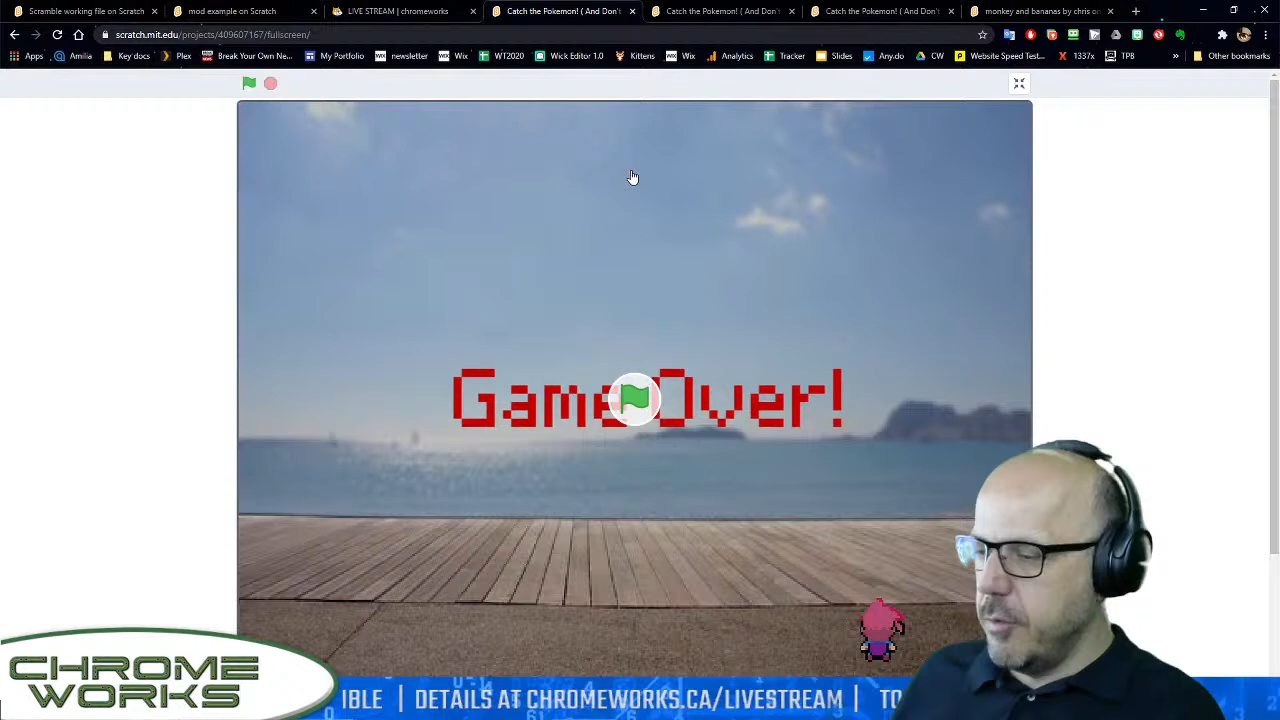 Scramble working file on Scratch
mod example on Scratch
LIVE STREAM | chromeworks
Catch the Pokemon! ( And Don't
Catch the Pokemon! ( And Don't
Catch the Pokemon! ( And Don't
monkey and bananas by chris on
scratch.mit.edu/projects/409607167/fullscreen/
Apps
Amilia
Key docs
Plex
Break Your Own Ne...
My Portfolio
newsletter
Wix
WT2020
Wick Editor 1.0
Kittens
Wix
Analytics
Tracker
Slides
Any.do
CW
Website Speed Test...
1337x
TPB
Other bookmarks
Game Over!
CHROME
WORKS
IBLE | DETAILS AT CHROMEWORKS.CA/LIVESTREAM | TO